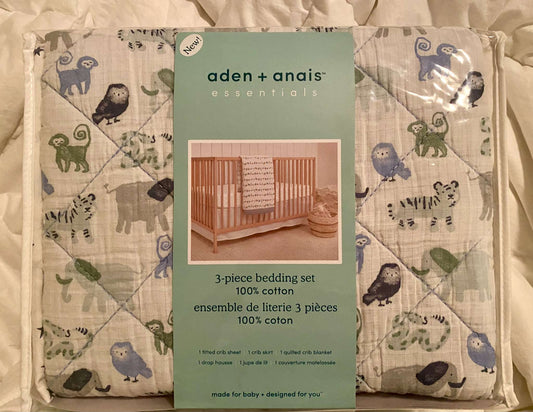 New!
aden + anais™
essentials
3-piece bedding set
100% cotton
ensemble de literie 3 pièces
100% coton
1 fitted crib sheet 1 crib skirt 1 quilted crib blanket
1 drap housse 1 jupe de lit 1 couverture matelassée
made for baby + designed for you™